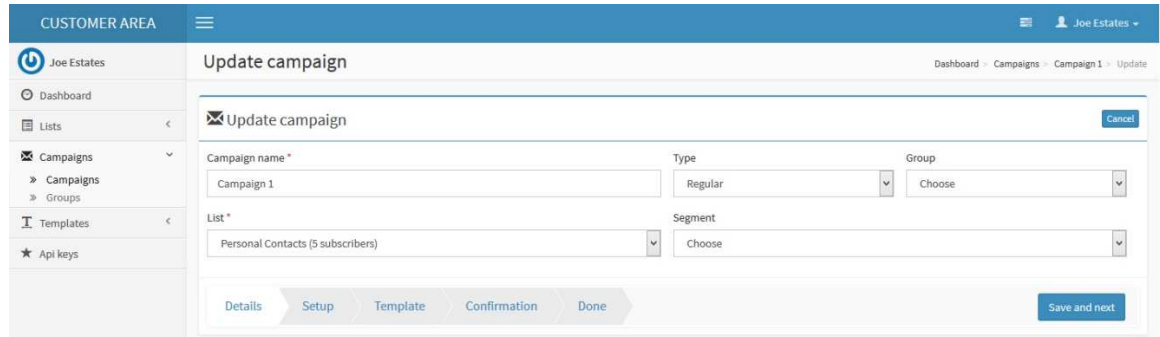 CUSTOMER AREA
Joe Estates
Joe Estates
Update campaign
Dashboard > Campaigns > Campaign 1 > Update
Dashboard
Lists
Campaigns
» Campaigns
» Groups
Templates
Api keys
Update campaign
Cancel
Campaign name * Type Group
Campaign 1 Regular Choose
List * Segment
Personal Contacts (5 subscribers) Choose
Details Setup Template Confirmation Done Save and next